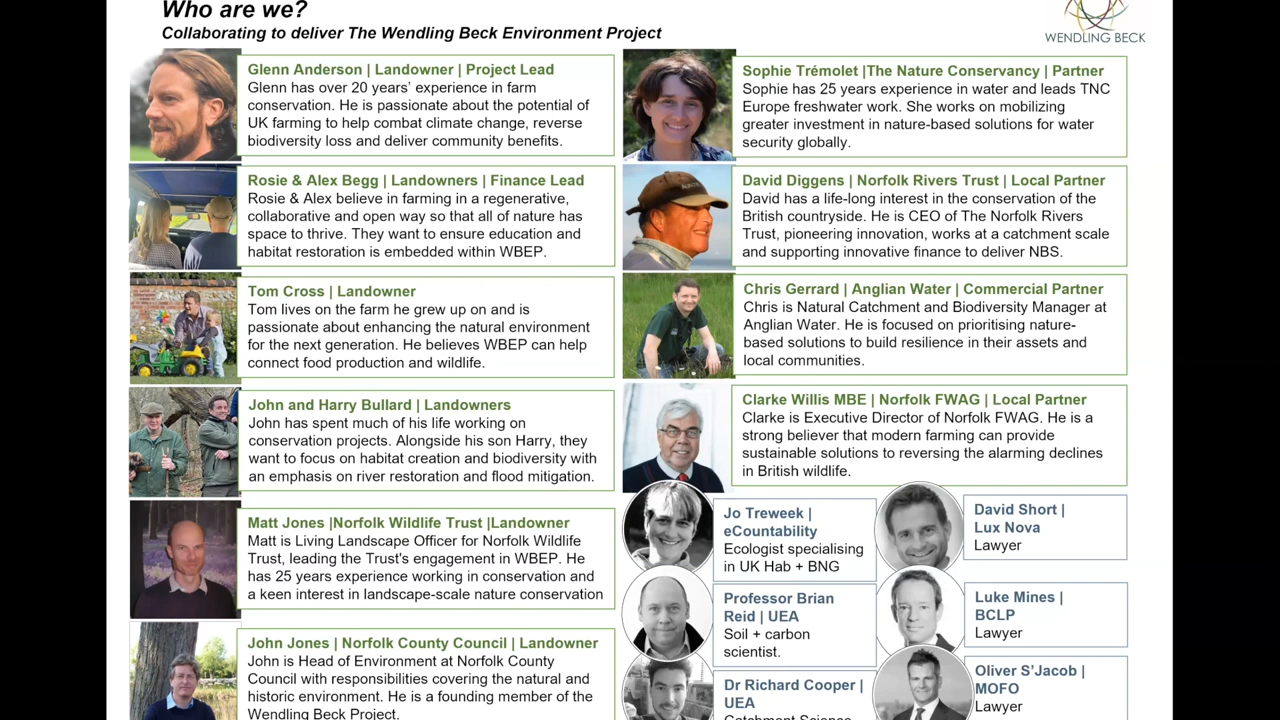 Who are we?
Collaborating to deliver The Wendling Beck Environment Project
WENDLING BECK
Glenn Anderson | Landowner | Project Lead
Glenn has over 20 years’ experience in farm
conservation. He is passionate about the potential of
UK farming to help combat climate change, reverse
biodiversity loss and deliver community benefits.
Rosie & Alex Begg | Landowners | Finance Lead
Rosie & Alex believe in farming in a regenerative,
collaborative and open way so that all of nature has
space to thrive. They want to ensure education and
habitat restoration is embedded within WBEP.
Tom Cross | Landowner
Tom lives on the farm he grew up on and is
passionate about enhancing the natural environment
for the next generation. He believes WBEP can help
connect food production and wildlife.
John and Harry Bullard | Landowners
John has spent much of his life working on
conservation projects. Alongside his son Harry, they
want to focus on habitat creation and biodiversity with
an emphasis on river restoration and flood mitigation.
Matt Jones |Norfolk Wildlife Trust |Landowner
Matt is Living Landscape Officer for Norfolk Wildlife
Trust, leading the Trust's engagement in WBEP. He
has 25 years experience working in conservation and
a keen interest in landscape-scale nature conservation
John Jones | Norfolk County Council | Landowner
John is Head of Environment at Norfolk County
Council with responsibilities covering the natural and
historic environment. He is a founding member of the
Wendling Beck Project.
Sophie Trémolet |The Nature Conservancy | Partner
Sophie has 25 years experience in water and leads TNC
Europe freshwater work. She works on mobilizing
greater investment in nature-based solutions for water
security globally.
David Diggens | Norfolk Rivers Trust | Local Partner
David has a life-long interest in the conservation of the
British countryside. He is CEO of The Norfolk Rivers
Trust, pioneering innovation, works at a catchment scale
and supporting innovative finance to deliver NBS.
Chris Gerrard | Anglian Water | Commercial Partner
Chris is Natural Catchment and Biodiversity Manager at
Anglian Water. He is focused on prioritising nature-
based solutions to build resilience in their assets and
local communities.
Clarke Willis MBE | Norfolk FWAG | Local Partner
Clarke is Executive Director of Norfolk FWAG. He is a
strong believer that modern farming can provide
sustainable solutions to reversing the alarming declines
in British wildlife.
Jo Treweek |
eCountability
Ecologist specialising
in UK Hab + BNG
David Short |
Lux Nova
Lawyer
Professor Brian
Reid | UEA
Soil + carbon
scientist.
Luke Mines |
BCLP
Lawyer
Dr Richard Cooper |
UEA
Catchment Science
Oliver S’Jacob |
MOFO
Lawyer